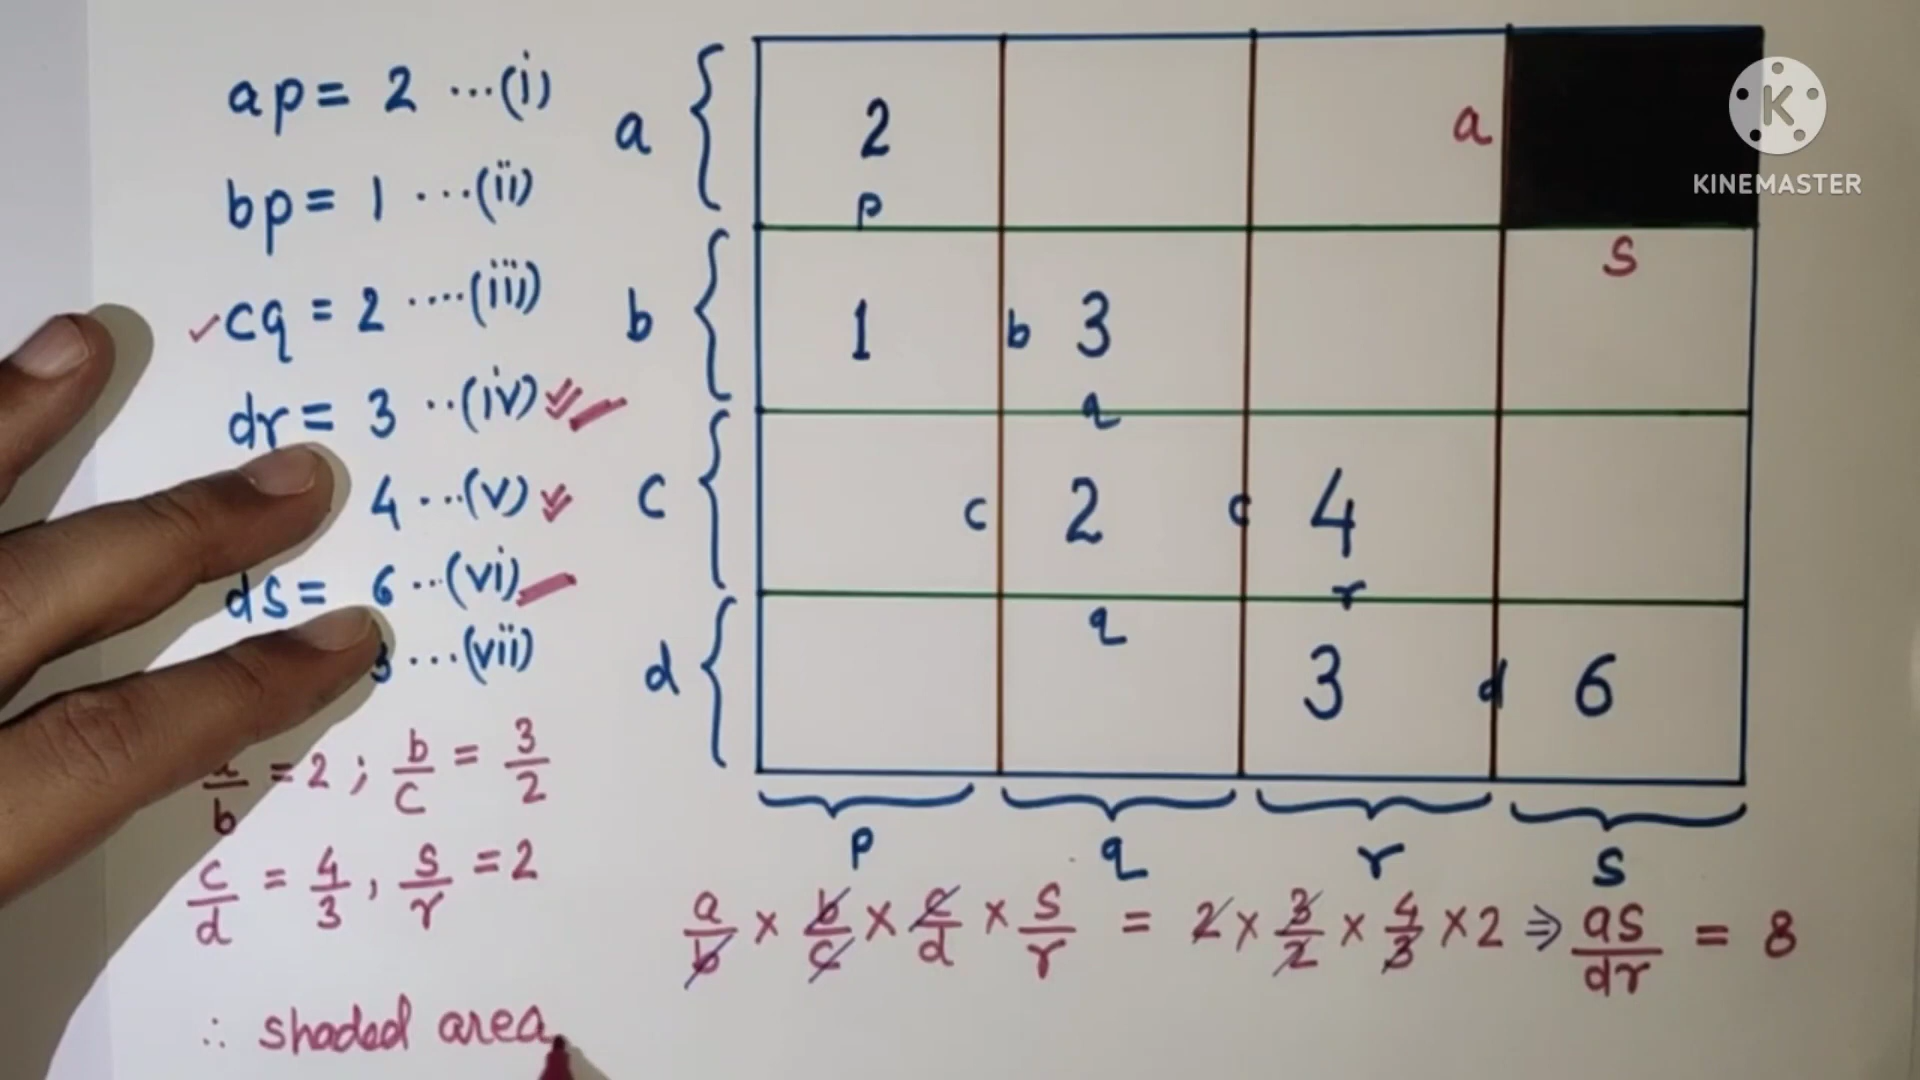 ap = 2 ...(i)
bp = 1 ...(ii)
✓ cq = 2 ....(iii)
dr = 3 ..(iv)
4 ...(v)
ds = 6 ..(vi)
3 ...(vii)
a/b = 2 ; b/c = 3/2
c/d = 4/3 , s/r = 2
∴ shaded area
a 2 a
p s
b 1 b 3
q
c c 2 c 4
q r
d 3 d 6
p q r s
a/b × b/c × c/d × s/r = 2 × 3/2 × 4/3 × 2 ⇒ as/dr = 8
K
KINEMASTER